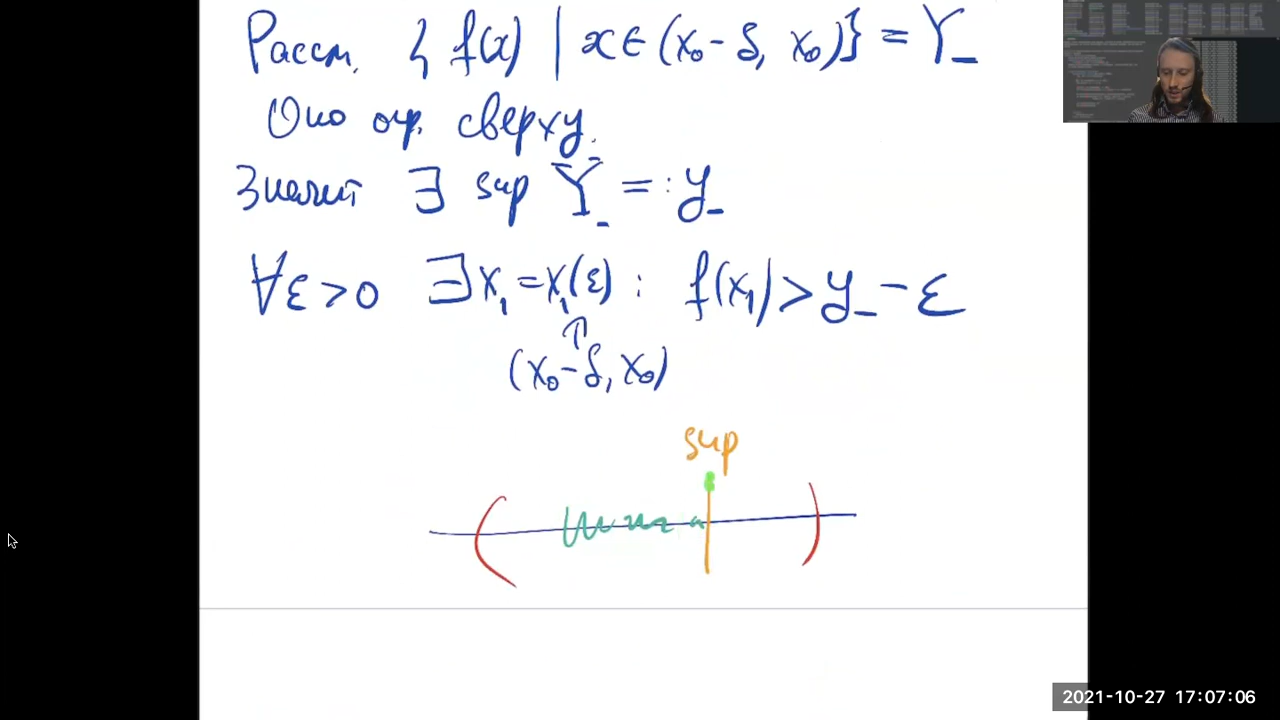 Рассм. { f(x) | x ∈ (x₀ - δ, x₀)} = Y₋
Оно огр. сверху.
Значит ∃ sup Y₋ =: y₋
∀ε > 0 ∃x₁ = x₁(ε) : f(x₁) > y₋ - ε
↑
(x₀ - δ, x₀)
sup
2021-10-27 17:07:06